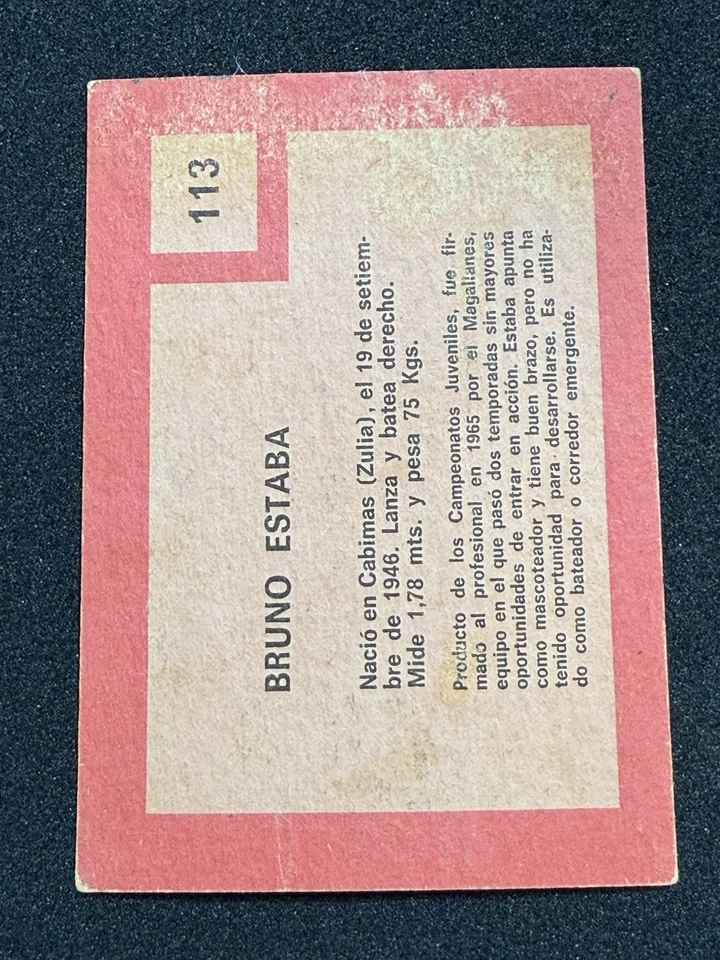 113
BRUNO ESTABA
Nació en Cabimas (Zulia), el 19 de setiem-
bre de 1946. Lanza y batea derecho.
Mide 1,78 mts. y pesa 75 Kgs.
Producto de los Campeonatos Juveniles, fue fir-
mado al profesional en 1965 por el Magallanes,
equipo en el que pasó dos temporadas sin mayores
oportunidades de entrar en acción. Estaba apunta
como mascoteador y tiene buen brazo, pero no ha
tenido oportunidad para desarrollarse. Es utiliza-
do como bateador o corredor emergente.